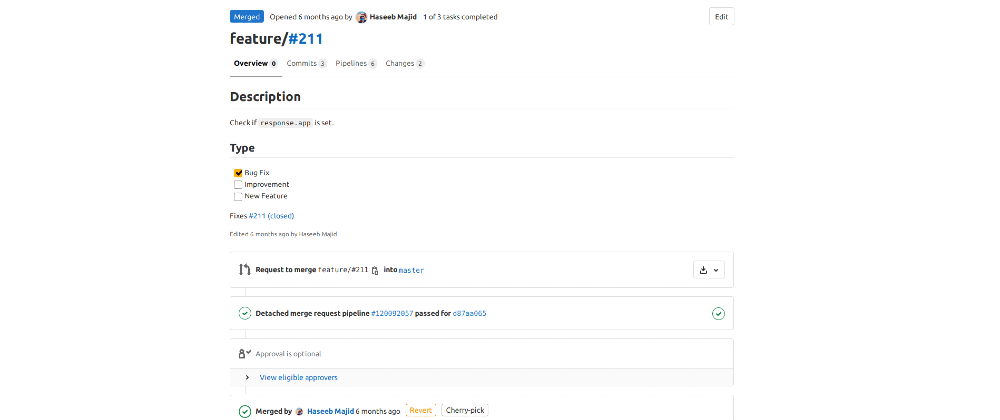 Merged Opened 6 months ago by Haseeb Majid 1 of 3 tasks completed Edit
feature/#211
Overview 0 Commits 3 Pipelines 6 Changes 2
Description
Check if response.app is set.
Type
Bug Fix
Improvement
New Feature
Fixes #211 (closed)
Edited 6 months ago by Haseeb Majid
Request to merge feature/#211 into master
Detached merge request pipeline #120092057 passed for d87aa065
Approval is optional
View eligible approvers
Merged by Haseeb Majid 6 months ago Revert Cherry-pick